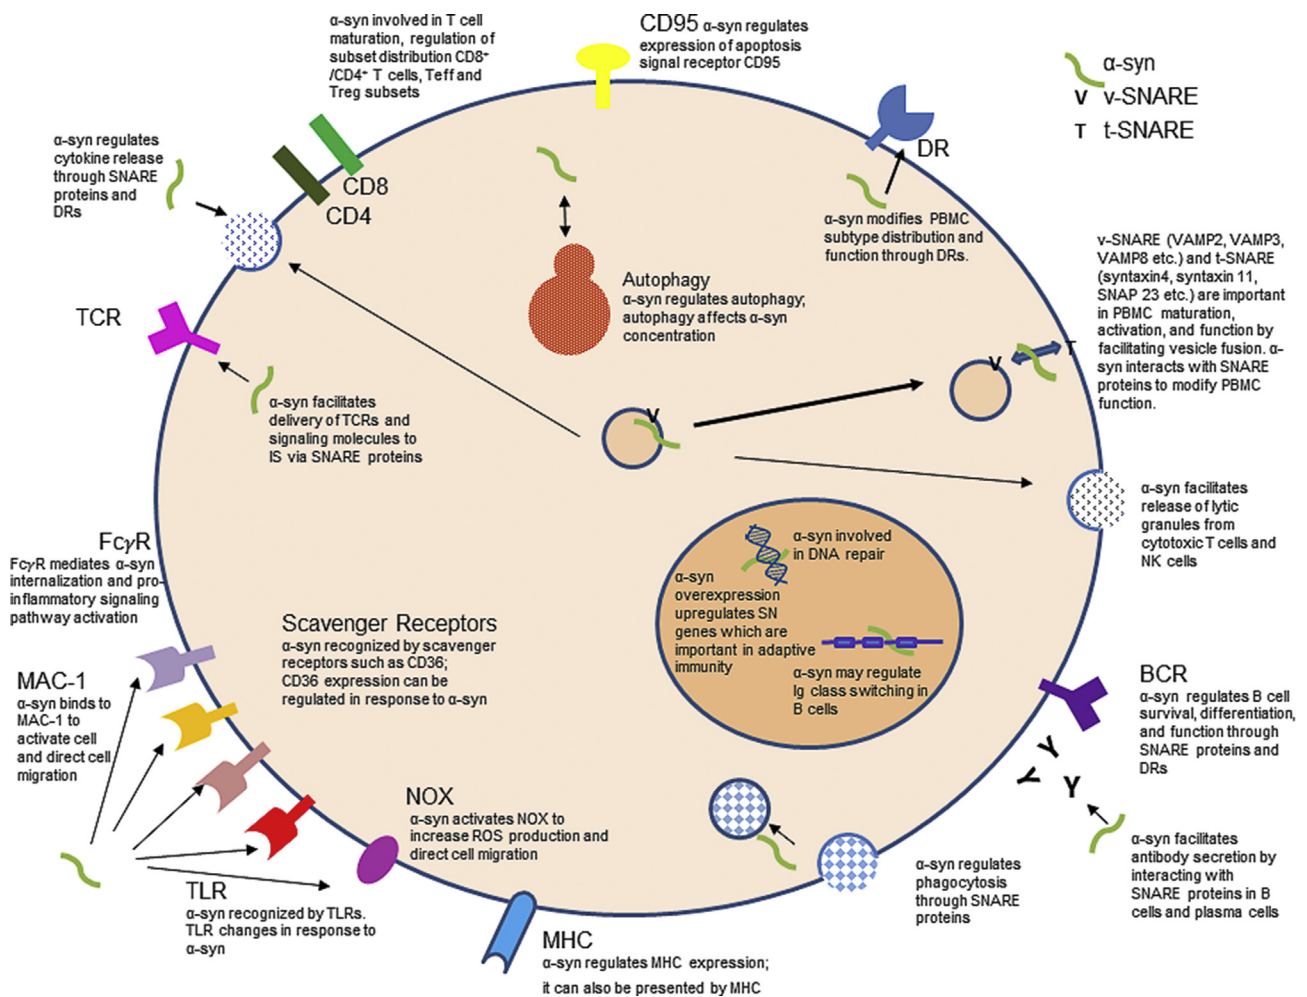 α-syn involved in T cell
maturation, regulation of
subset distribution CD8⁺
/CD4⁺ T cells, Teff and
Treg subsets
CD95 α-syn regulates
expression of apoptosis
signal receptor CD95
α-syn
V v-SNARE
T t-SNARE
α-syn regulates
cytokine release
through SNARE
proteins and
DRs
CD8
CD4
DR
α-syn modifies PBMC
subtype distribution and
function through DRs.
v-SNARE (VAMP2, VAMP3,
VAMP8 etc.) and t-SNARE
(syntaxin4, syntaxin 11,
SNAP 23 etc.) are important
in PBMC maturation,
activation, and function by
facilitating vesicle fusion. α-
syn interacts with SNARE
proteins to modify PBMC
function.
Autophagy
α-syn regulates autophagy;
autophagy affects α-syn
concentration
TCR
α-syn facilitates
delivery of TCRs and
signaling molecules to
IS via SNARE proteins
V
V
T
α-syn facilitates
release of lytic
granules from
cytotoxic T cells and
NK cells
FcγR
FcγR mediates α-syn
internalization and pro-
inflammatory signaling
pathway activation
α-syn involved
in DNA repair
α-syn
overexpression
upregulates SN
genes which are
important in adaptive
immunity
α-syn may regulate
Ig class switching in
B cells
Scavenger Receptors
α-syn recognized by scavenger
receptors such as CD36;
CD36 expression can be
regulated in response to α-syn
MAC-1
α-syn binds to
MAC-1 to
activate cell
and direct cell
migration
BCR
α-syn regulates B cell
survival, differentiation,
and function through
SNARE proteins and
DRs
NOX
α-syn activates NOX to
increase ROS production and
direct cell migration
TLR
α-syn recognized by TLRs.
TLR changes in response to
α-syn
α-syn regulates
phagocytosis
through SNARE
proteins
α-syn facilitates
antibody secretion by
interacting with
SNARE proteins in B
cells and plasma cells
MHC
α-syn regulates MHC expression;
it can also be presented by MHC